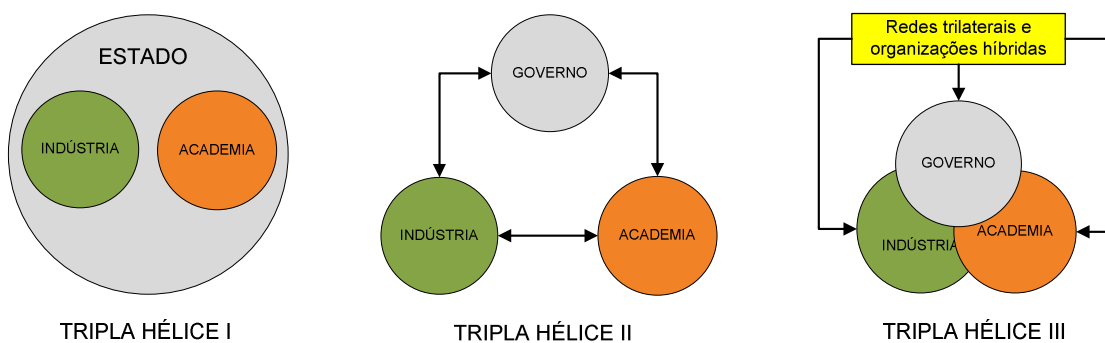 ESTADO
INDÚSTRIA
ACADEMIA
TRIPLA HÉLICE I
GOVERNO
INDÚSTRIA
ACADEMIA
TRIPLA HÉLICE II
Redes trilaterais e
organizações híbridas
GOVERNO
INDÚSTRIA
ACADEMIA
TRIPLA HÉLICE III